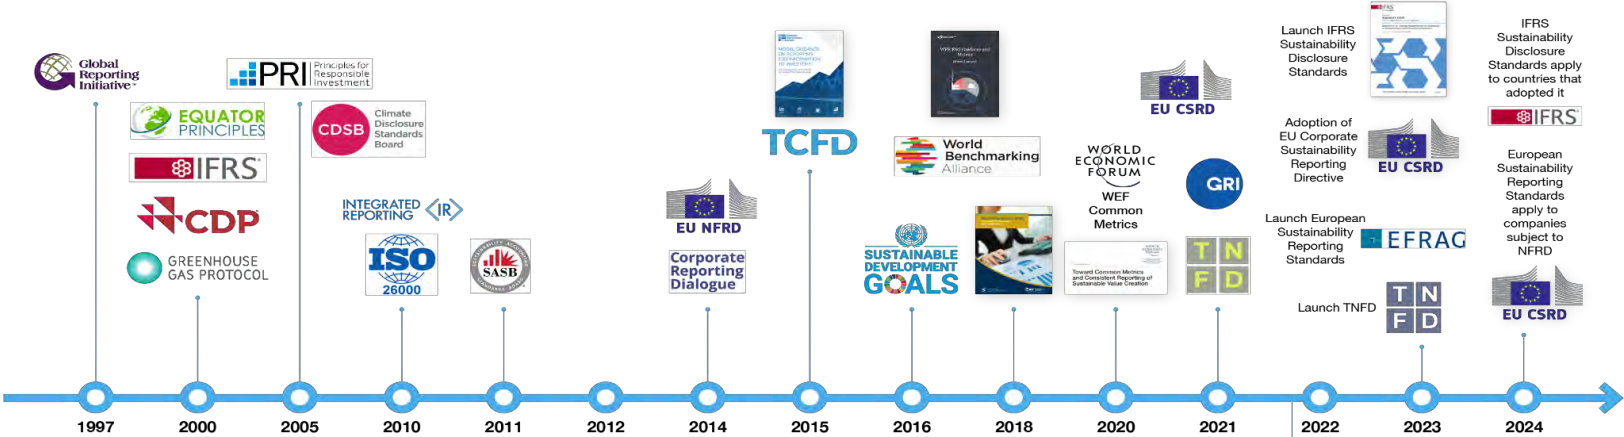 Global
Reporting
Initiative™
EQUATOR
PRINCIPLES
IFRS®
CDP
GREENHOUSE
GAS PROTOCOL
PRI
Principles for
Responsible
Investment
CDSB
Climate
Disclosure
Standards
Board
INTEGRATED
REPORTING
<IR>
ISO
26000
SASB
EU NFRD
Corporate
Reporting
Dialogue
TCFD
World
Benchmarking
Alliance
SUSTAINABLE
DEVELOPMENT
GOALS
WORLD
ECONOMIC
FORUM
WEF
Common
Metrics
Toward Common Metrics
and Consistent Reporting of
Sustainable Value Creation
EU CSRD
GRI
TN
FD
Launch IFRS
Sustainability
Disclosure
Standards
IFRS
Adoption of
EU Corporate
Sustainability
Reporting
Directive
EU CSRD
Launch European
Sustainability
Reporting
Standards
EFRAG
Launch TNFD
TN
FD
IFRS
Sustainability
Disclosure
Standards apply
to countries that
adopted it
IFRS®
European
Sustainability
Reporting
Standards
apply to
companies
subject to
NFRD
EU CSRD
1997
2000
2005
2010
2011
2012
2014
2015
2016
2018
2020
2021
2022
2023
2024